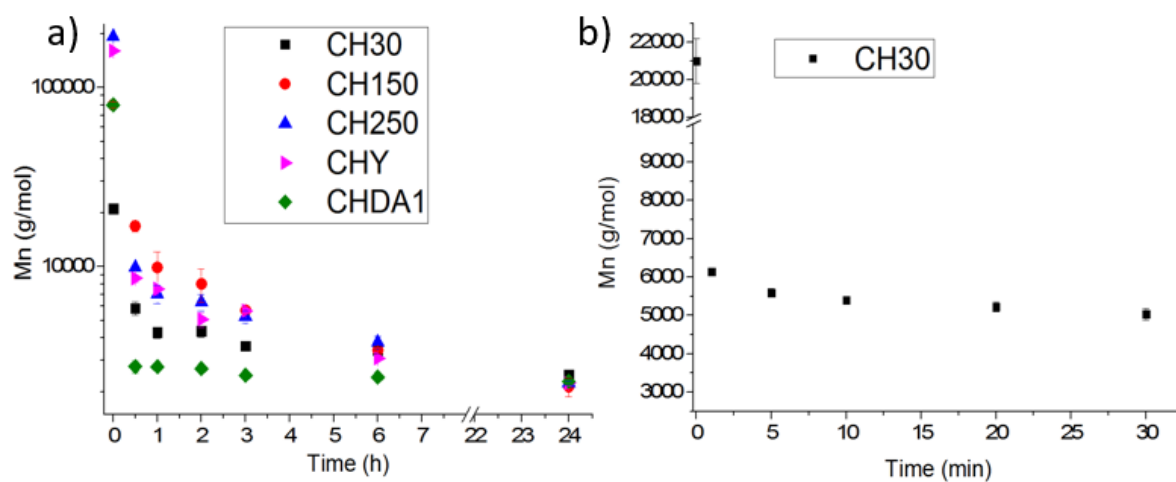 a)
CH30
CH150
CH250
CHY
CHDA1
100000
10000
Mn (g/mol)
0 1 2 3 4 5 6 7 22 23 24
Time (h)
b)
CH30
22000
21000
20000
19000
18000
9000
8000
7000
6000
5000
4000
3000
Mn (g/mol)
0 5 10 15 20 25 30
Time (min)